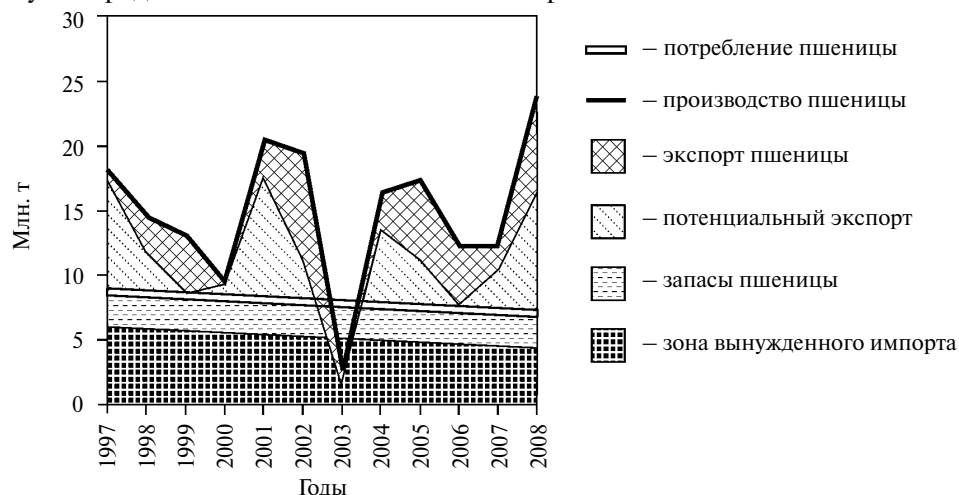 30
25
20
15
10
5
0
Млн. т
1997
1998
1999
2000
2001
2002
2003
2004
2005
2006
2007
2008
Годы
– потребление пшеницы
– производство пшеницы
– экспорт пшеницы
– потенциальный экспорт
– запасы пшеницы
– зона вынужденного импорта